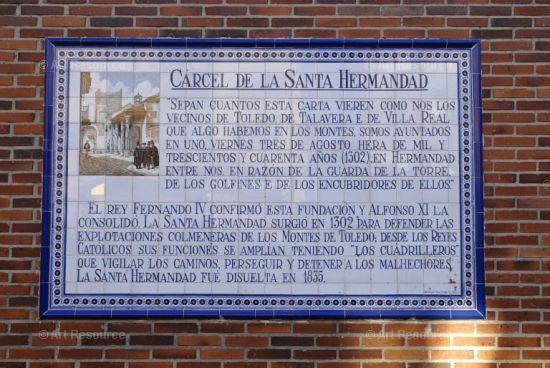 CÁRCEL DE LA SANTA HERMANDAD
"SEPAN CUANTOS ESTA CARTA VIEREN COMO NOS LOS
VECINOS DE TOLEDO, DE TALAVERA E DE VILLA REAL
QUE ALGO HABEMOS EN LOS MONTES, SOMOS AYUNTADOS
EN UNO, VIERNES TRES DE AGOSTO HERA DE MIL Y
TRESCIENTOS Y CUARENTA AÑOS (1302), EN HERMANDAD
ENTRE NOS, EN RAZÓN DE LA GUARDA DE LA TORRE,
DE LOS GOLFINES E DE LOS ENCUBRIDORES DE ELLOS"
EL REY FERNANDO IV CONFIRMÓ ESTA FUNDACIÓN Y ALFONSO XI LA
CONSOLIDÓ. LA SANTA HERMANDAD SURGIÓ EN 1302 PARA DEFENDER LAS
EXPLOTACIONES COLMENERAS DE LOS MONTES DE TOLEDO; DESDE LOS REYES
CATÓLICOS SUS FUNCIONES SE AMPLÍAN TENIENDO "LOS CUADRILLEROS"
QUE VIGILAR LOS CAMINOS, PERSEGUIR Y DETENER A LOS MALHECHORES.
LA SANTA HERMANDAD FUÉ DISUELTA EN 1835.
© Art Resource
© Art Resource